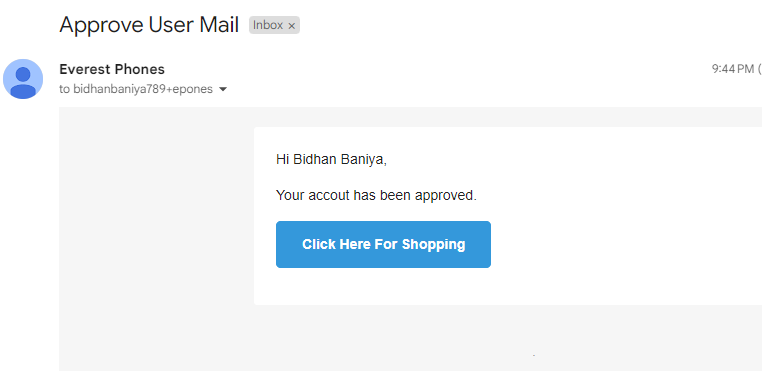 Approve User Mail Inbox ×
Everest Phones 9:44 PM (
to bidhanbaniya789+epones
Hi Bidhan Baniya,
Your accout has been approved.
Click Here For Shopping